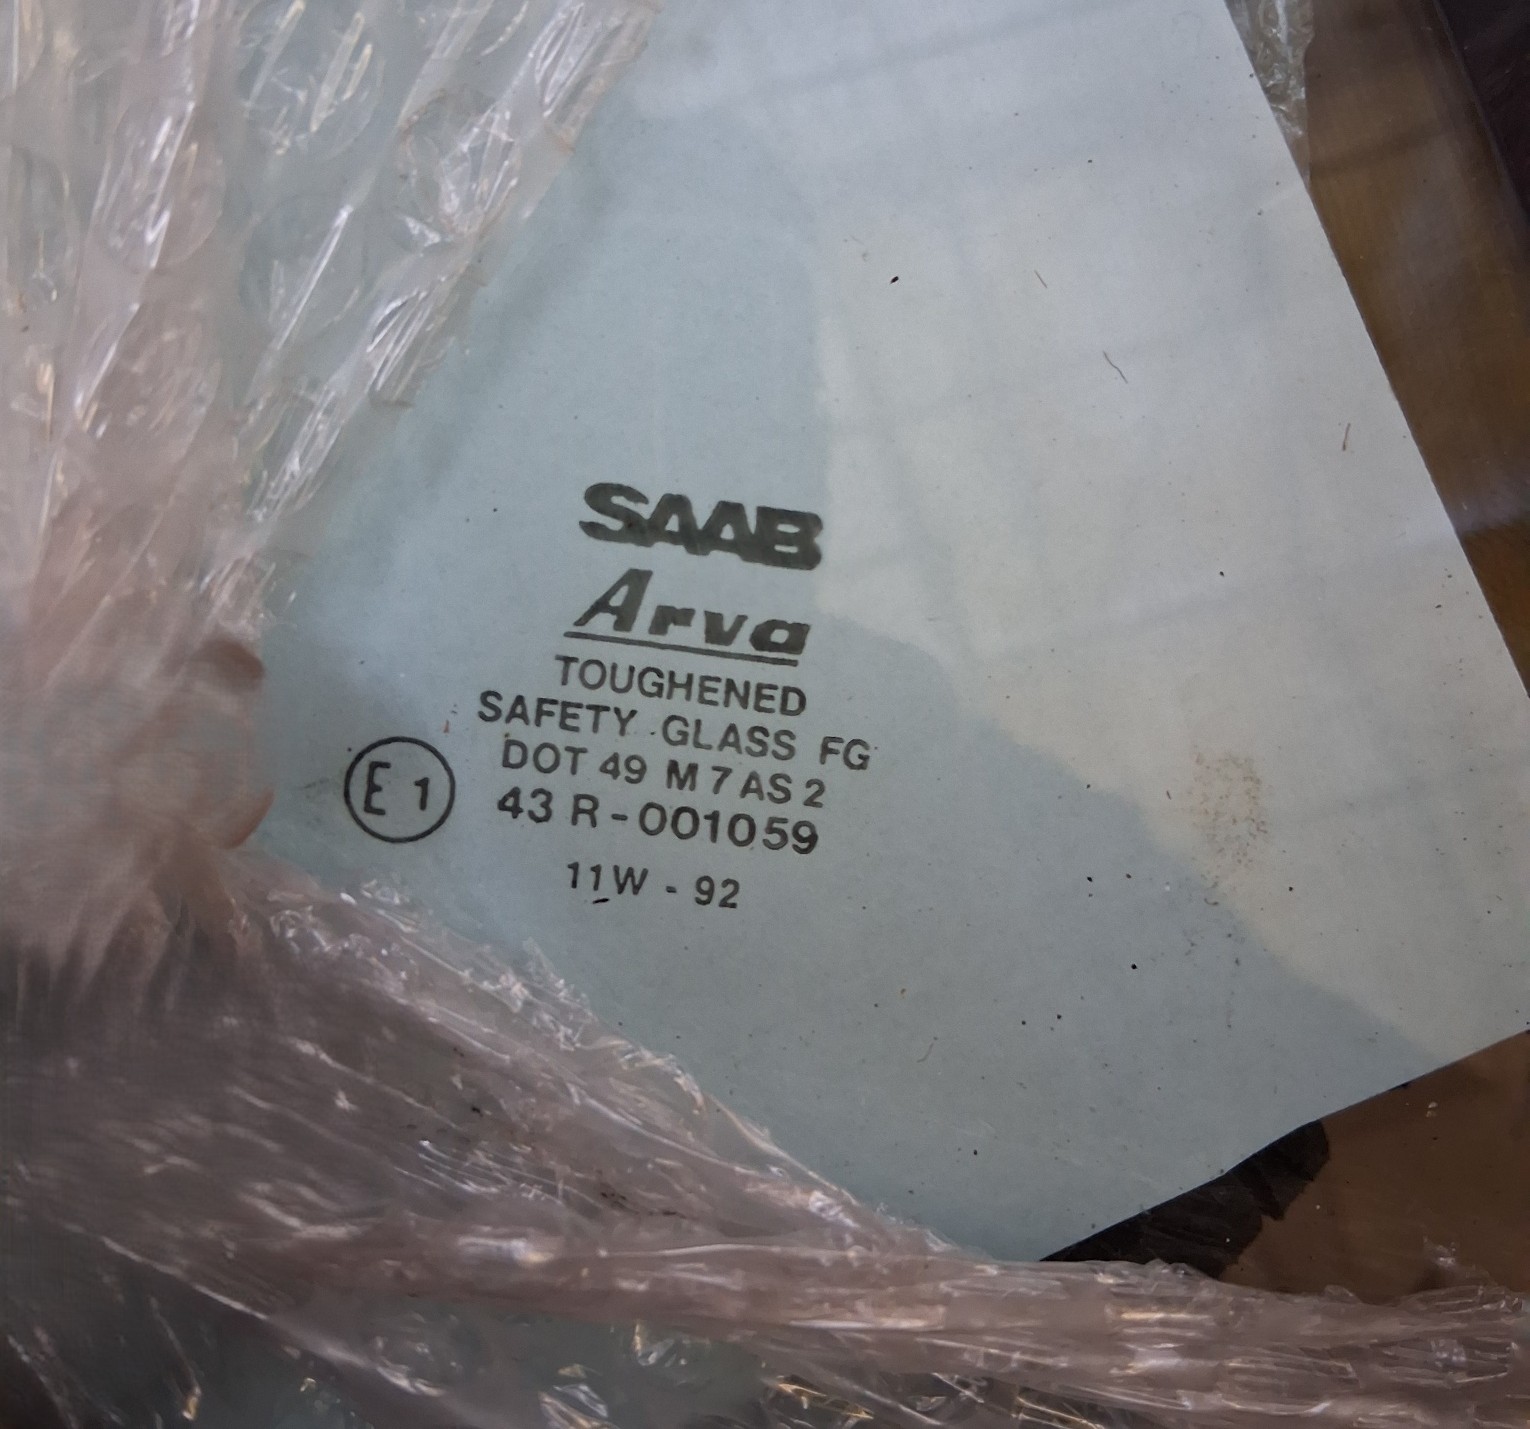 SAAB
Arva
TOUGHENED
SAFETY GLASS FG
DOT 49 M 7 AS 2
E 1
43 R - 001059
11W - 92